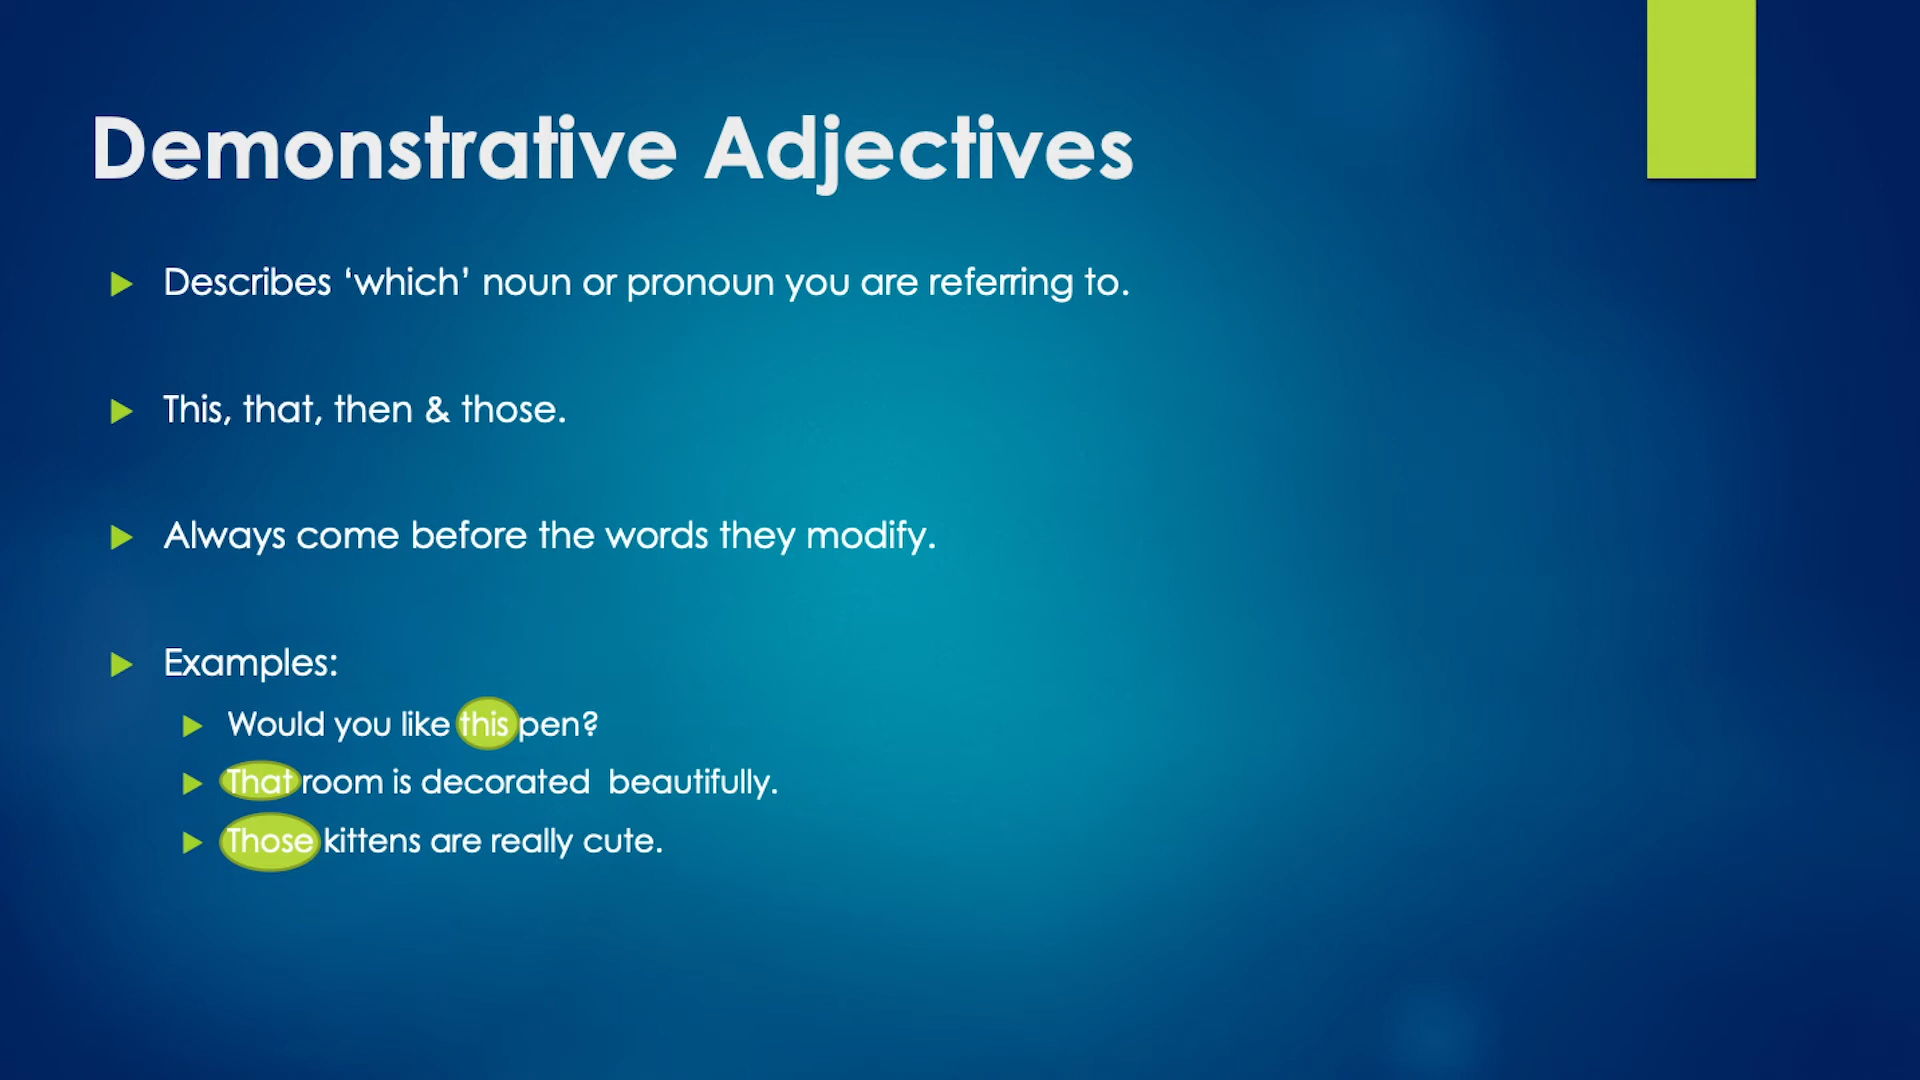 Demonstrative Adjectives
Describes ‘which’ noun or pronoun you are referring to.
This, that, then & those.
Always come before the words they modify.
Examples:
Would you like this pen?
That room is decorated  beautifully.
Those kittens are really cute.